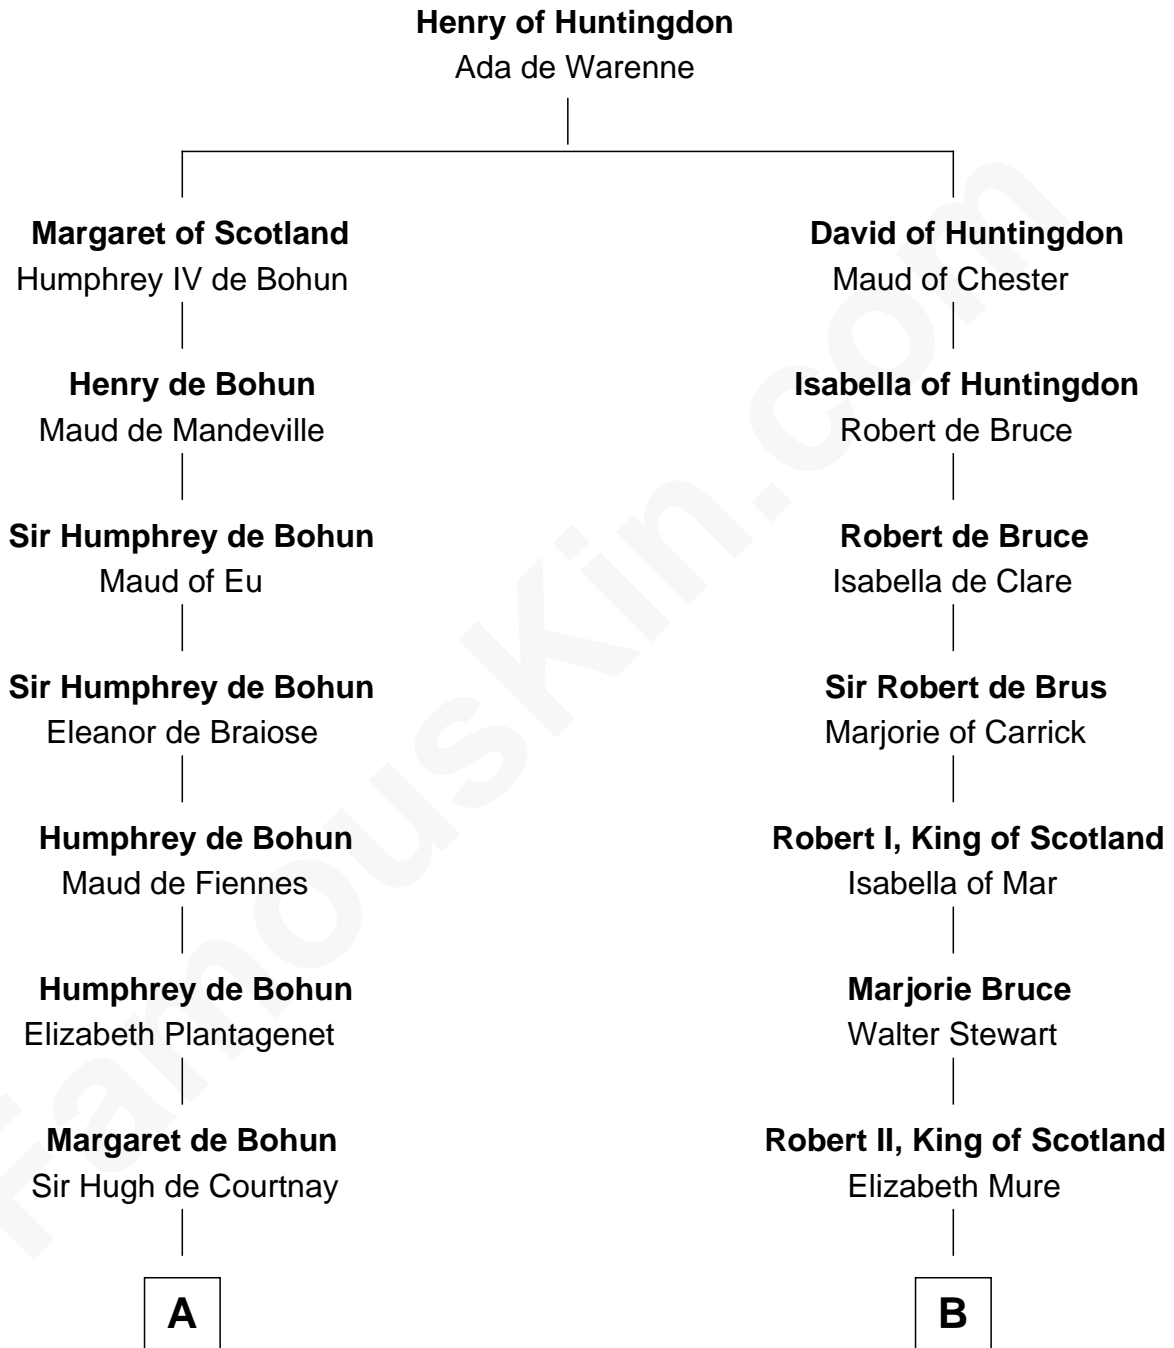 Henry of Huntingdon
Ada de Warenne
Margaret of Scotland
Humphrey IV de Bohun
David of Huntingdon
Maud of Chester
Henry de Bohun
Maud de Mandeville
Isabella of Huntingdon
Robert de Bruce
Sir Humphrey de Bohun
Maud of Eu
Robert de Bruce
Isabella de Clare
Sir Humphrey de Bohun
Eleanor de Braiose
Sir Robert de Brus
Marjorie of Carrick
Humphrey de Bohun
Maud de Fiennes
Robert I, King of Scotland
Isabella of Mar
Humphrey de Bohun
Elizabeth Plantagenet
Marjorie Bruce
Walter Stewart
Margaret de Bohun
Sir Hugh de Courtnay
Robert II, King of Scotland
Elizabeth Mure
A
B
FamousKin.com